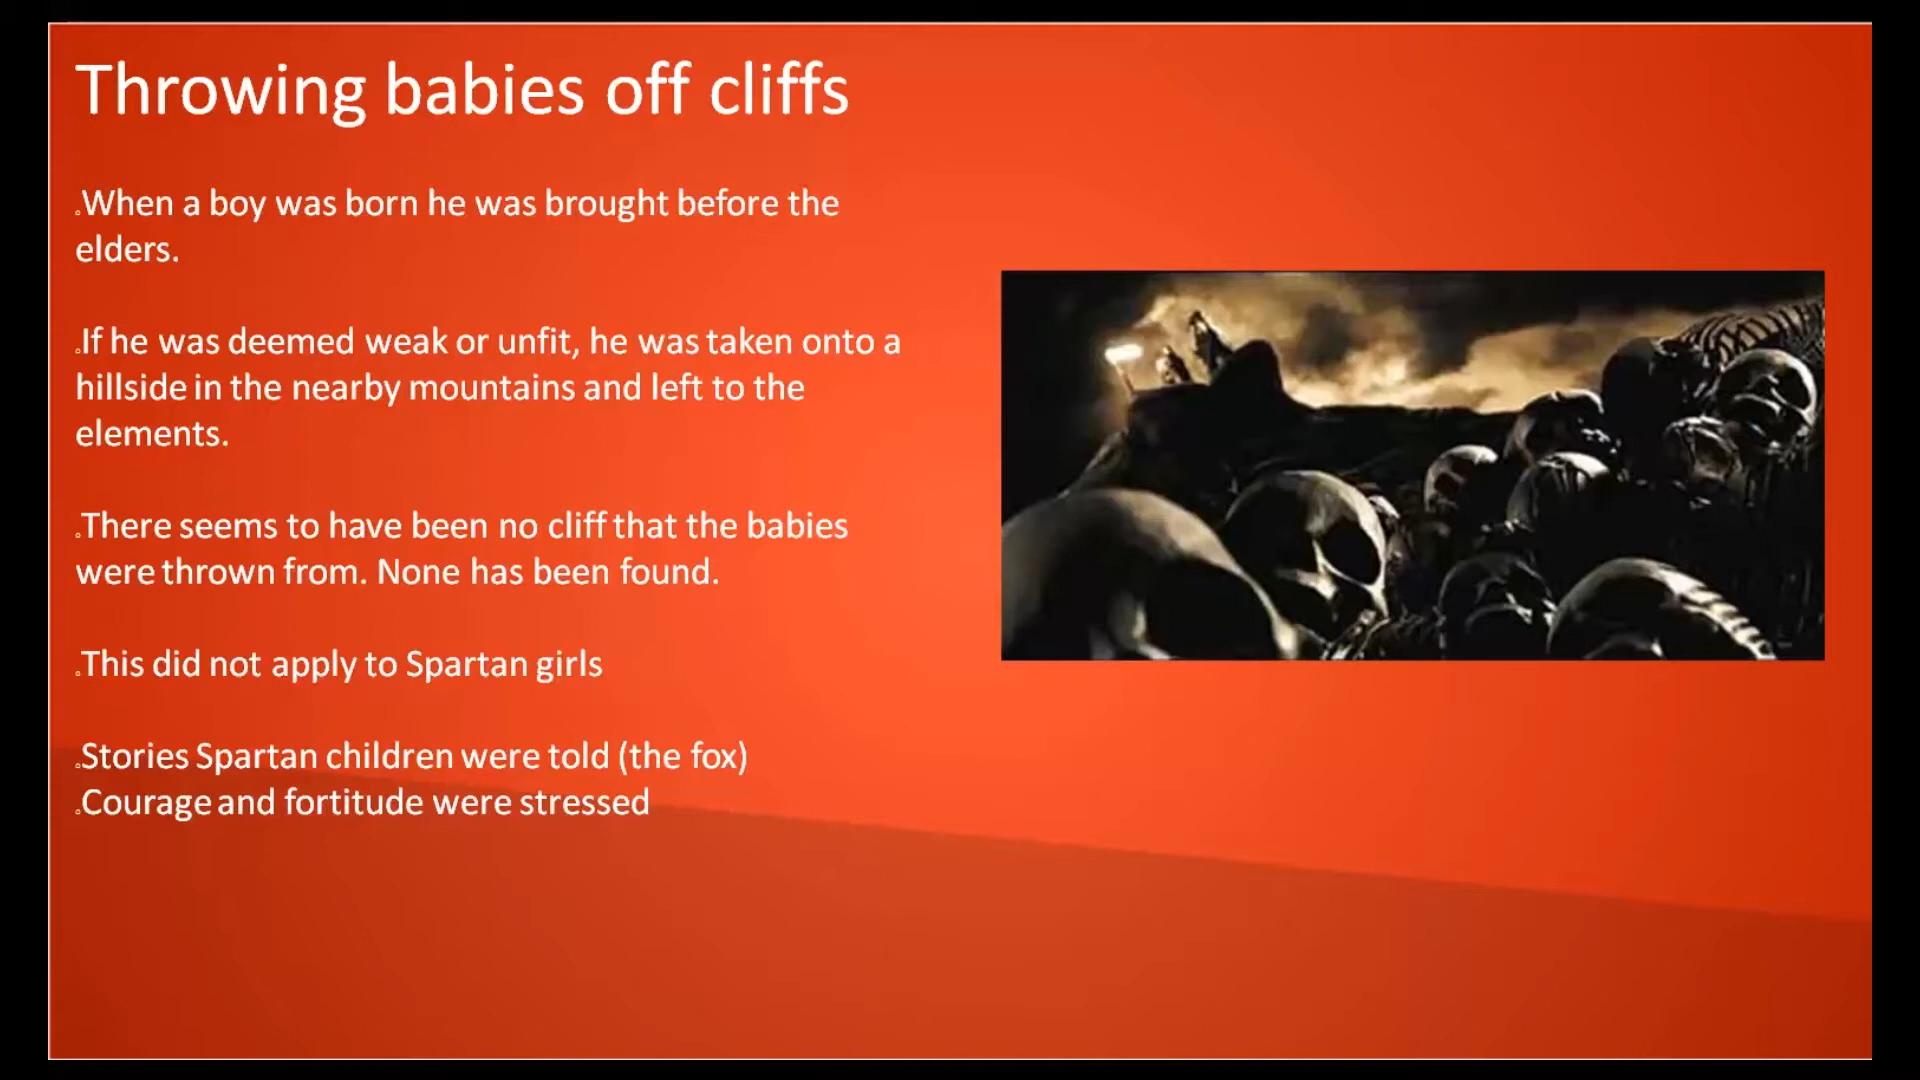 Throwing babies off cliffs
.When a boy was born he was brought before the
elders.
.If he was deemed weak or unfit, he was taken onto a
hillside in the nearby mountains and left to the
elements.
.There seems to have been no cliff that the babies
were thrown from. None has been found.
.This did not apply to Spartan girls
.Stories Spartan children were told (the fox)
.Courage and fortitude were stressed